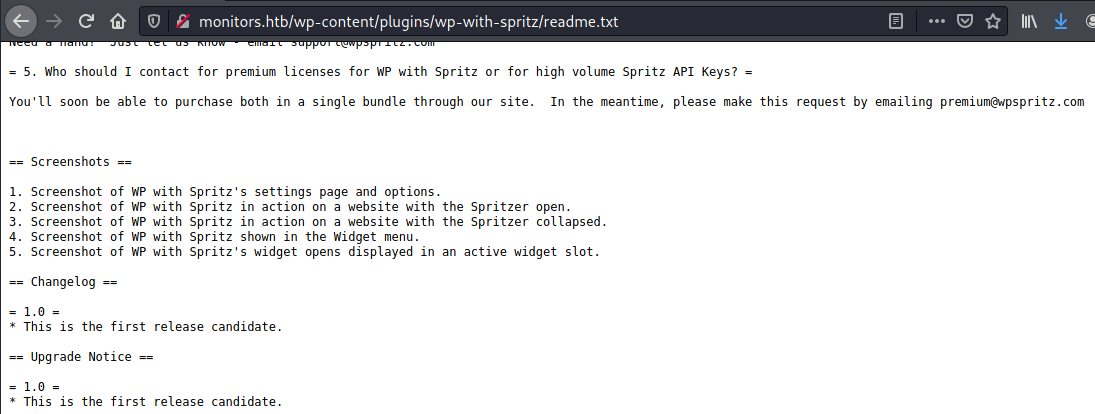 monitors.htb/wp-content/plugins/wp-with-spritz/readme.txt
Need a hand? Just let us know - email support@wpspritz.com
= 5. Who should I contact for premium licenses for WP with Spritz or for high volume Spritz API Keys? =
You'll soon be able to purchase both in a single bundle through our site.  In the meantime, please make this request by emailing premium@wpspritz.com
== Screenshots ==
1. Screenshot of WP with Spritz's settings page and options.
2. Screenshot of WP with Spritz in action on a website with the Spritzer open.
3. Screenshot of WP with Spritz in action on a website with the Spritzer collapsed.
4. Screenshot of WP with Spritz shown in the Widget menu.
5. Screenshot of WP with Spritz's widget opens displayed in an active widget slot.
== Changelog ==
= 1.0 =
* This is the first release candidate.
== Upgrade Notice ==
= 1.0 =
* This is the first release candidate.